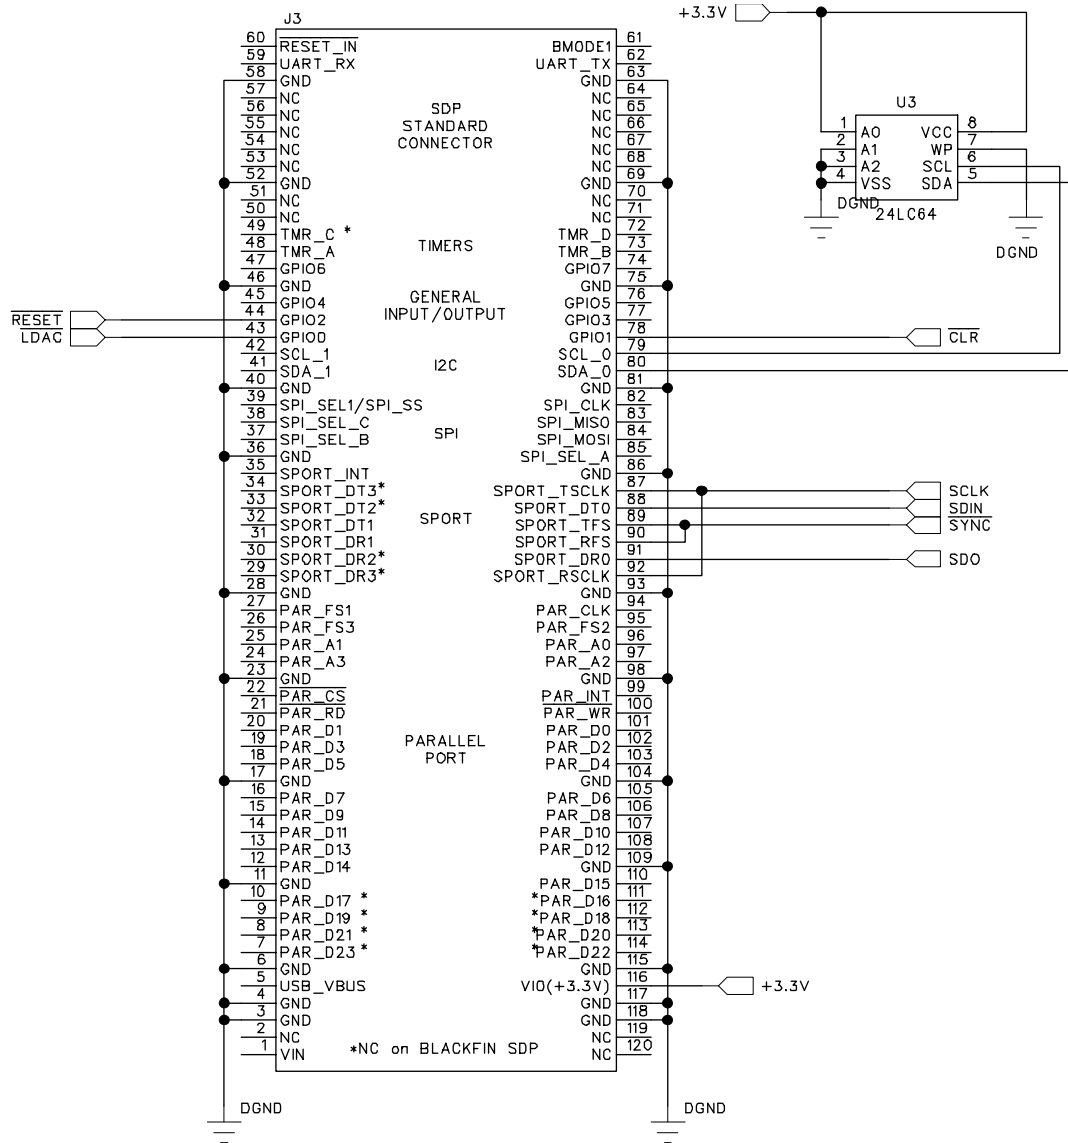 J3
60 RESET_IN BMODE1 61
59 UART_RX UART_TX 62
58 GND GND 63
57 NC NC 64
56 NC NC 65
55 NC NC 66
54 NC NC 67
53 NC NC 68
52 GND GND 69
51 NC NC 70
50 NC NC 71
49 TMR_C * TMR_D 72
48 TMR_A TMR_B 73
47 GPIO6 GPIO7 74
46 GND GND 75
45 GPIO4 GPIO5 76
44 GPIO2 GPIO3 77
43 GPIO0 GPIO1 78
42 SCL_1 SCL_0 79
41 SDA_1 SDA_0 80
40 GND GND 81
39 SPI_SEL1/SPI_SS SPI_CLK 82
38 SPI_SEL_C SPI_MISO 83
37 SPI_SEL_B SPI_MOSI 84
36 GND SPI_SEL_A 85
35 SPORT_INT GND 86
34 SPORT_DT3* SPORT_TSCLK 87
33 SPORT_DT2* SPORT_DT0 88
32 SPORT_DT1 SPORT_TFS 89
31 SPORT_DR1 SPORT_RFS 90
30 SPORT_DR2* SPORT_DR0 91
29 SPORT_DR3* SPORT_RSCLK 92
28 GND GND 93
27 PAR_FS1 PAR_CLK 94
26 PAR_FS3 PAR_FS2 95
25 PAR_A1 PAR_A0 96
24 PAR_A3 PAR_A2 97
23 GND GND 98
22 PAR_CS PAR_INT 99
21 PAR_RD PAR_WR 100
20 PAR_D1 PAR_D0 101
19 PAR_D3 PAR_D2 102
18 PAR_D5 PAR_D4 103
17 GND GND 104
16 PAR_D7 PAR_D6 105
15 PAR_D9 PAR_D8 106
14 PAR_D11 PAR_D10 107
13 PAR_D13 PAR_D12 108
12 PAR_D14 GND 109
11 GND PAR_D15 110
10 PAR_D17 * *PAR_D16 111
9 PAR_D19 * *PAR_D18 112
8 PAR_D21 * *PAR_D20 113
7 PAR_D23 * *PAR_D22 114
6 GND GND 115
5 USB_VBUS VIO(+3.3V) 116
4 GND GND 117
3 GND GND 118
2 NC NC 119
1 VIN NC 120
SDP
STANDARD
CONNECTOR
TIMERS
GENERAL
INPUT/OUTPUT
I2C
SPI
SPORT
PARALLEL
PORT
*NC on BLACKFIN SDP
RESET
LDAC
DGND
DGND
+3.3V
U3
1 A0 VCC 8
2 A1 WP 7
3 A2 SCL 6
4 VSS SDA 5
24LC64
DGND
DGND
CLR
SCLK
SDIN
SYNC
SDO
+3.3V